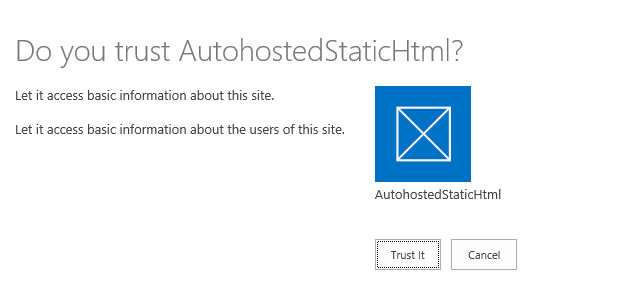 Do you trust AutohostedStaticHtml?
Let it access basic information about this site.
Let it access basic information about the users of this site.
AutohostedStaticHtml
Trust It
Cancel